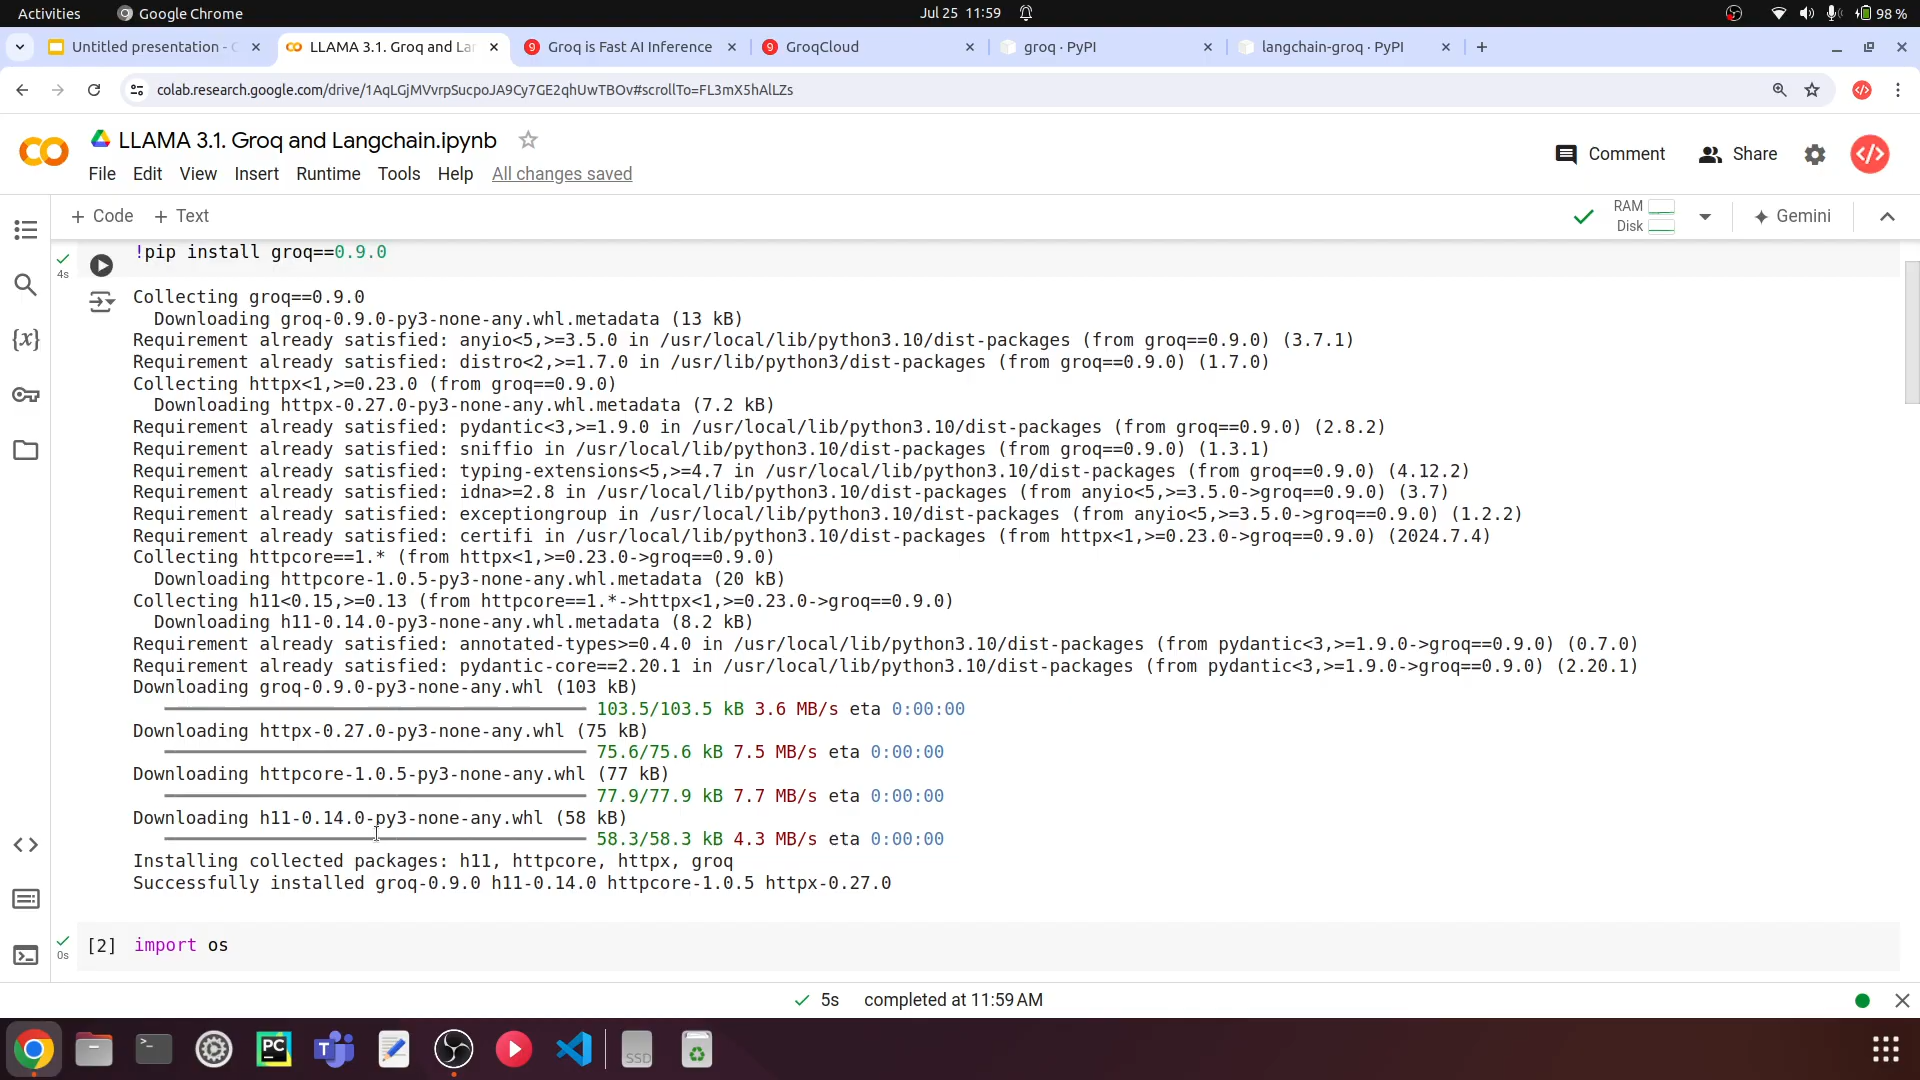 Activities
Google Chrome
Jul 25 11:59
98 %
Untitled presentation -
LLAMA 3.1. Groq and La
Groq is Fast AI Inference
GroqCloud
groq · PyPI
langchain-groq · PyPI
colab.research.google.com/drive/1AqLGjMVvrpSucpoJA9Cy7GE2qhUwTBOv#scrollTo=FL3mX5hAlLZs
LLAMA 3.1. Groq and Langchain.ipynb
Comment
Share
File Edit View Insert Runtime Tools Help All changes saved
+ Code + Text
RAM
Disk
Gemini
4s
!pip install groq==0.9.0
Collecting groq==0.9.0
Downloading groq-0.9.0-py3-none-any.whl.metadata (13 kB)
Requirement already satisfied: anyio<5,>=3.5.0 in /usr/local/lib/python3.10/dist-packages (from groq==0.9.0) (3.7.1)
Requirement already satisfied: distro<2,>=1.7.0 in /usr/lib/python3/dist-packages (from groq==0.9.0) (1.7.0)
Collecting httpx<1,>=0.23.0 (from groq==0.9.0)
Downloading httpx-0.27.0-py3-none-any.whl.metadata (7.2 kB)
Requirement already satisfied: pydantic<3,>=1.9.0 in /usr/local/lib/python3.10/dist-packages (from groq==0.9.0) (2.8.2)
Requirement already satisfied: sniffio in /usr/local/lib/python3.10/dist-packages (from groq==0.9.0) (1.3.1)
Requirement already satisfied: typing-extensions<5,>=4.7 in /usr/local/lib/python3.10/dist-packages (from groq==0.9.0) (4.12.2)
Requirement already satisfied: idna>=2.8 in /usr/local/lib/python3.10/dist-packages (from anyio<5,>=3.5.0->groq==0.9.0) (3.7)
Requirement already satisfied: exceptiongroup in /usr/local/lib/python3.10/dist-packages (from anyio<5,>=3.5.0->groq==0.9.0) (1.2.2)
Requirement already satisfied: certifi in /usr/local/lib/python3.10/dist-packages (from httpx<1,>=0.23.0->groq==0.9.0) (2024.7.4)
Collecting httpcore==1.* (from httpx<1,>=0.23.0->groq==0.9.0)
Downloading httpcore-1.0.5-py3-none-any.whl.metadata (20 kB)
Collecting h11<0.15,>=0.13 (from httpcore==1.*->httpx<1,>=0.23.0->groq==0.9.0)
Downloading h11-0.14.0-py3-none-any.whl.metadata (8.2 kB)
Requirement already satisfied: annotated-types>=0.4.0 in /usr/local/lib/python3.10/dist-packages (from pydantic<3,>=1.9.0->groq==0.9.0) (0.7.0)
Requirement already satisfied: pydantic-core==2.20.1 in /usr/local/lib/python3.10/dist-packages (from pydantic<3,>=1.9.0->groq==0.9.0) (2.20.1)
Downloading groq-0.9.0-py3-none-any.whl (103 kB)
103.5/103.5 kB 3.6 MB/s eta 0:00:00
Downloading httpx-0.27.0-py3-none-any.whl (75 kB)
75.6/75.6 kB 7.5 MB/s eta 0:00:00
Downloading httpcore-1.0.5-py3-none-any.whl (77 kB)
77.9/77.9 kB 7.7 MB/s eta 0:00:00
Downloading h11-0.14.0-py3-none-any.whl (58 kB)
58.3/58.3 kB 4.3 MB/s eta 0:00:00
Installing collected packages: h11, httpcore, httpx, groq
Successfully installed groq-0.9.0 h11-0.14.0 httpcore-1.0.5 httpx-0.27.0
0s
[2] import os
5s completed at 11:59 AM
PC
SSD